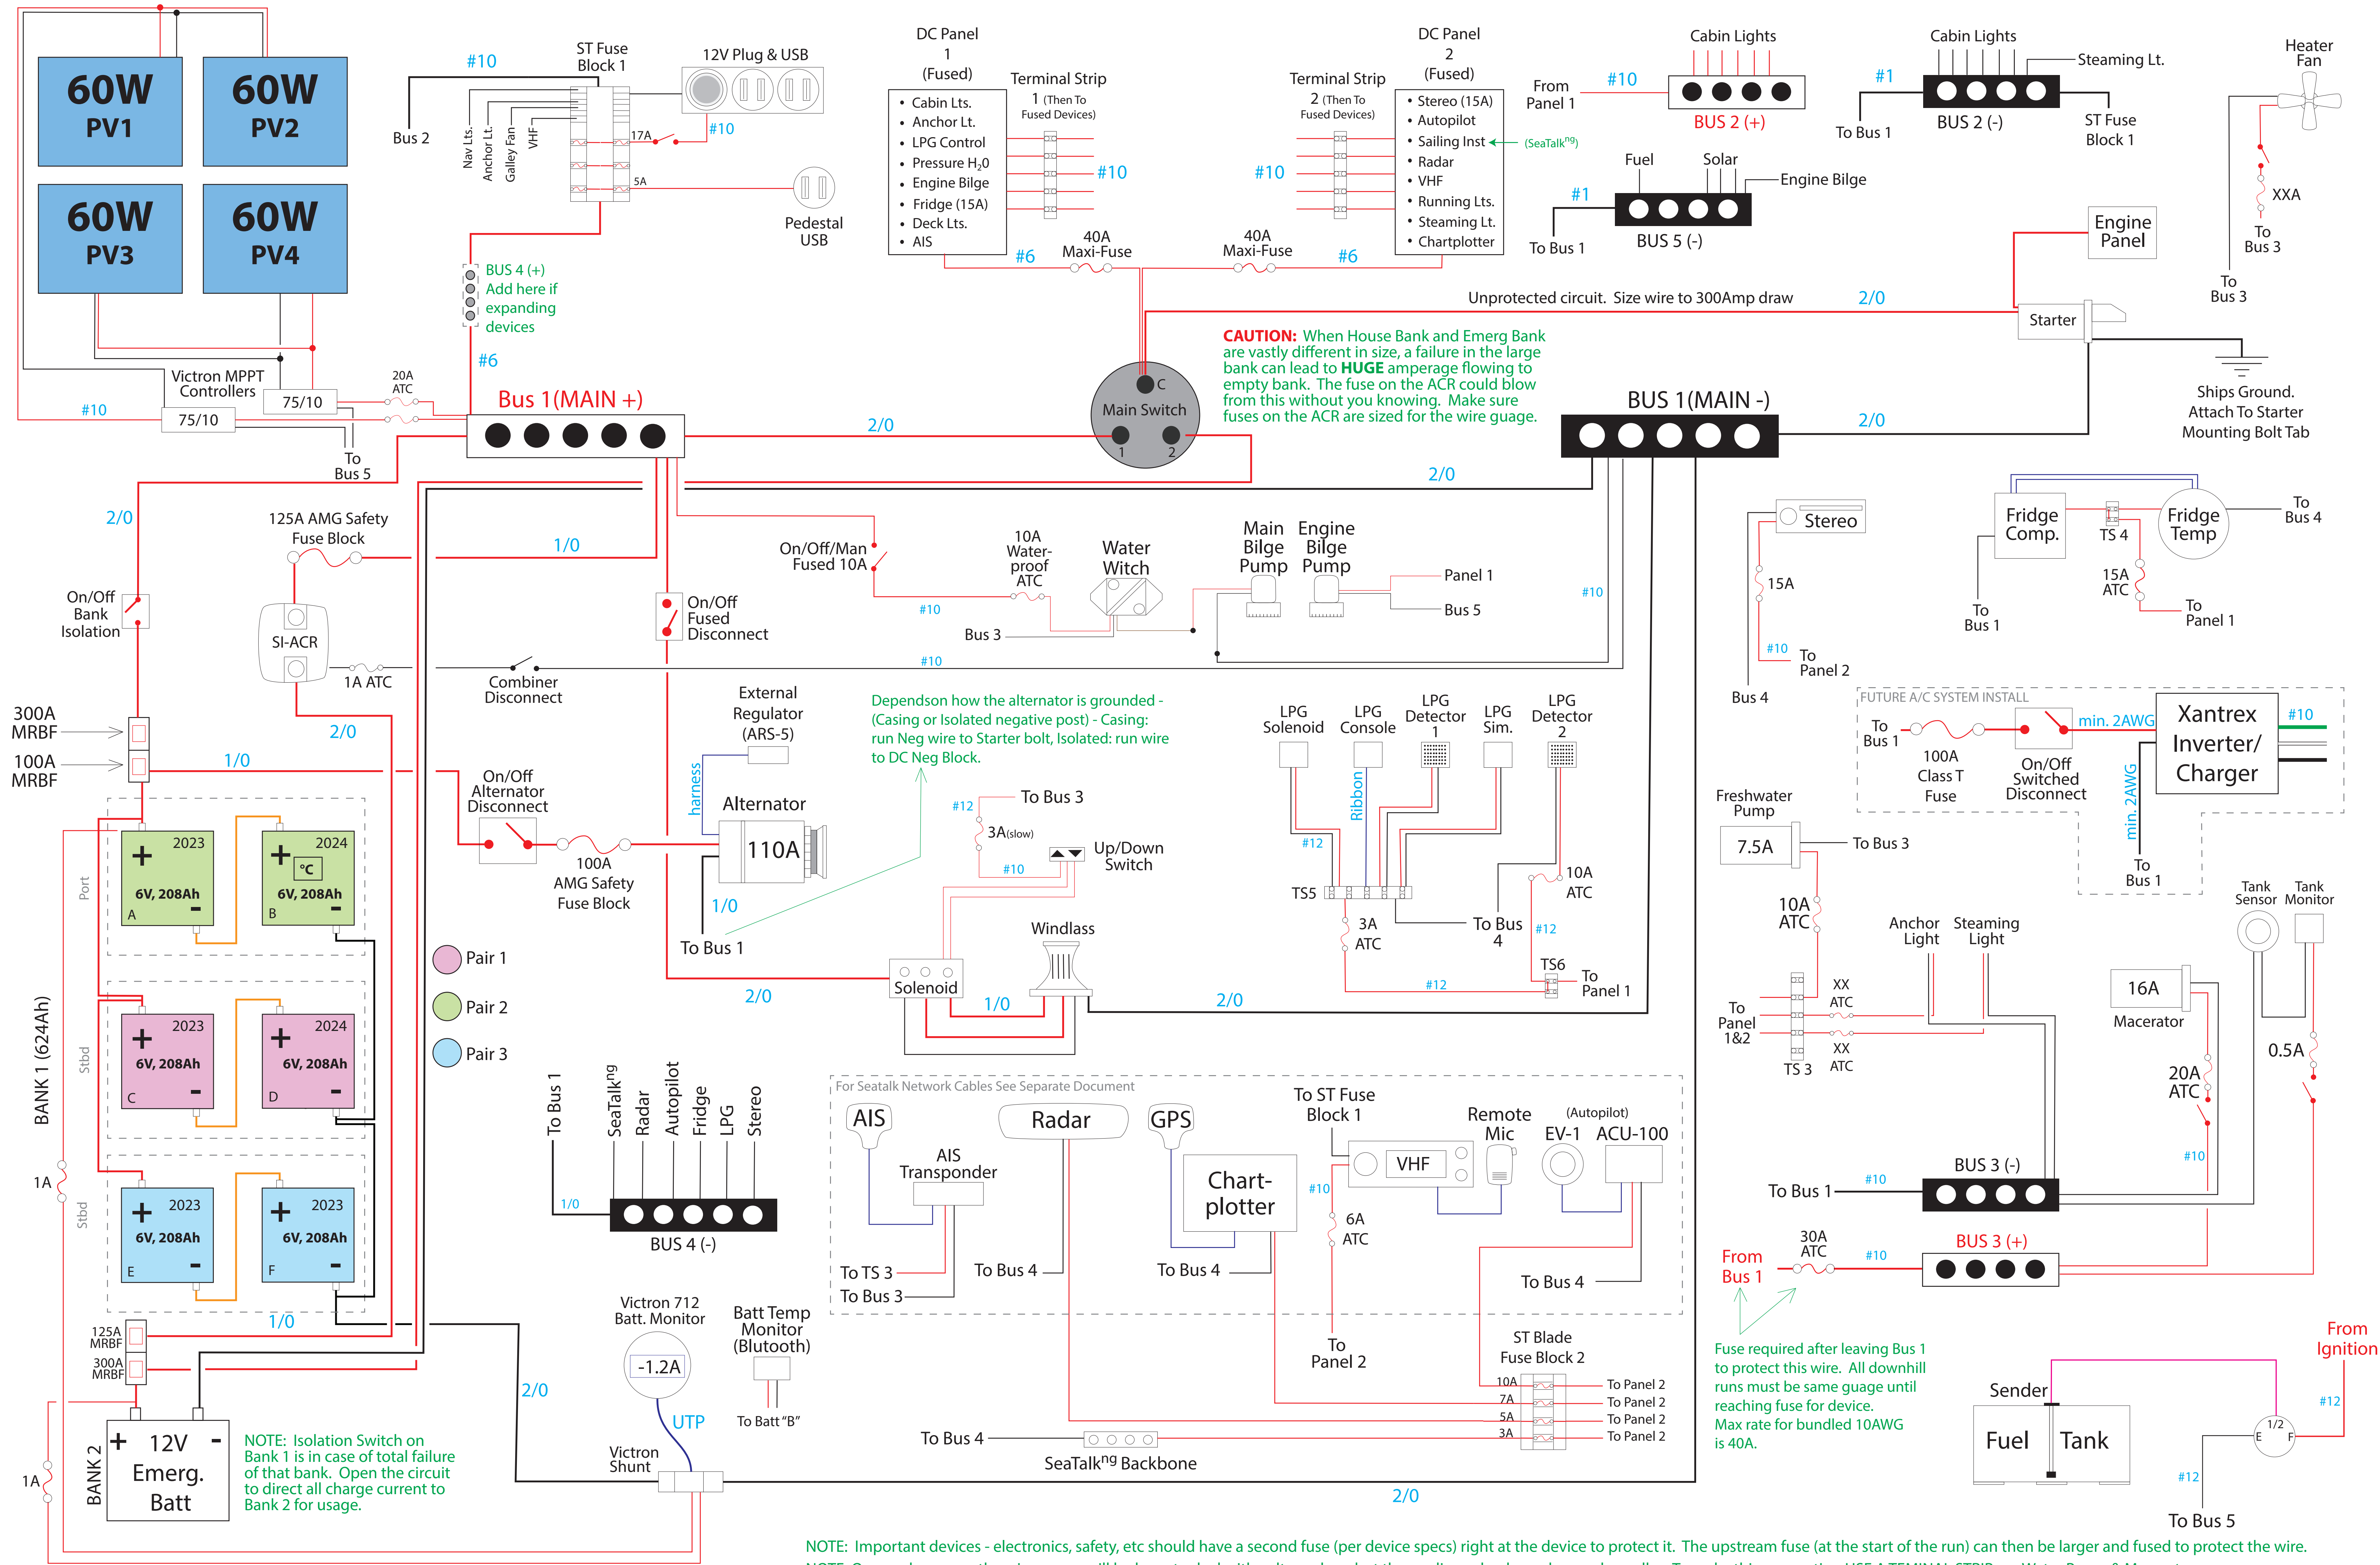 60W
PV1
60W
PV2
60W
PV3
60W
PV4
#10
Victron MPPT
Controllers
75/10
75/10
20A
ATC
To
Bus 5
#10
Bus 2
Nav Lts.
Anchor Lt.
Galley Fan
VHF
ST Fuse
Block 1
17A
5A
12V Plug & USB
#10
Pedestal
USB
BUS 4 (+)
Add here if
expanding
devices
#6
Bus 1(MAIN +)
DC Panel
1
(Fused)
• Cabin Lts.
• Anchor Lt.
• LPG Control
• Pressure H20
• Engine Bilge
• Fridge (15A)
• Deck Lts.
• AIS
Terminal Strip
1 (Then To
Fused Devices)
#10
40A
Maxi-Fuse
#6
Terminal Strip
2 (Then To
Fused Devices)
#10
40A
Maxi-Fuse
#6
DC Panel
2
(Fused)
• Stereo (15A)
• Autopilot
• Sailing Inst
• Radar
• VHF
• Running Lts.
• Steaming Lt.
• Chartplotter
(SeaTalkng)
Cabin Lights
From
Panel 1
#10
BUS 2 (+)
Cabin Lights
Steaming Lt.
#1
To Bus 1
BUS 2 (-)
ST Fuse
Block 1
Fuel
Solar
Engine Bilge
#1
To Bus 1
BUS 5 (-)
Heater
Fan
XXA
To
Bus 3
To
Bus 3
Engine
Panel
Unprotected circuit. Size wire to 300Amp draw
2/0
Starter
Ships Ground.
Attach To Starter
Mounting Bolt Tab
CAUTION: When House Bank and Emerg Bank
are vastly different in size, a failure in the large
bank can lead to HUGE amperage flowing to
empty bank. The fuse on the ACR could blow
from this without you knowing. Make sure
fuses on the ACR are sized for the wire guage.
C
Main Switch
1
2
2/0
BUS 1(MAIN -)
2/0
2/0
2/0
125A AMG Safety
Fuse Block
1/0
On/Off
Bank
Isolation
SI-ACR
1A ATC
Combiner
Disconnect
#10
2/0
On/Off
Fused
Disconnect
On/Off/Man
Fused 10A
#10
10A
Water-
proof
ATC
Water
Witch
Bus 3
Main
Bilge
Pump
Engine
Bilge
Pump
Panel 1
Bus 5
#10
Stereo
15A
#10
To
Panel 2
Bus 4
Fridge
Comp.
TS 4
Fridge
Temp
To
Bus 4
15A
ATC
To
Panel 1
To
Bus 1
300A
MRBF
100A
MRBF
1/0
On/Off
Alternator
Disconnect
100A
AMG Safety
Fuse Block
External
Regulator
(ARS-5)
harness
Alternator
110A
1/0
To Bus 1
Dependson how the alternator is grounded -
(Casing or Isolated negative post) - Casing:
run Neg wire to Starter bolt, Isolated: run wire
to DC Neg Block.
#12
To Bus 3
3A(slow)
#10
Up/Down
Switch
Windlass
Solenoid
1/0
2/0
2/0
LPG
Solenoid
LPG
Console
LPG
Detector
1
LPG
Sim.
LPG
Detector
2
Ribbon
#12
TS5
10A
ATC
3A
ATC
To Bus
4
#12
TS6
To
Panel 1
#12
FUTURE A/C SYSTEM INSTALL
To
Bus 1
100A
Class T
Fuse
On/Off
Switched
Disconnect
min. 2AWG
Xantrex
Inverter/
Charger
#10
min. 2AWG
To
Bus 1
Freshwater
Pump
7.5A
To Bus 3
10A
ATC
Anchor
Light
Steaming
Light
To
Panel
1&2
XX
ATC
XX
ATC
TS 3
Macerator
16A
20A
ATC
#10
Tank
Sensor
Tank
Monitor
0.5A
BANK 1 (624Ah)
Port
Stbd
Stbd
2023
6V, 208Ah
A
2024
°C
6V, 208Ah
B
2023
6V, 208Ah
C
2024
6V, 208Ah
D
2023
6V, 208Ah
E
2023
6V, 208Ah
F
Pair 1
Pair 2
Pair 3
1A
1/0
125A
MRBF
300A
MRBF
BANK 2
+ 12V -
Emerg.
Batt
1A
NOTE: Isolation Switch on
Bank 1 is in case of total failure
of that bank. Open the circuit
to direct all charge current to
Bank 2 for usage.
2/0
To Bus 1
SeaTalkng
Radar
Autopilot
Fridge
LPG
Stereo
1/0
BUS 4 (-)
Victron 712
Batt. Monitor
-1.2A
UTP
Victron
Shunt
Batt Temp
Monitor
(Blutooth)
To Batt “B”
For Seatalk Network Cables See Separate Document
AIS
AIS
Transponder
To TS 3
To Bus 3
Radar
To Bus 4
GPS
Chart-
plotter
To Bus 4
To ST Fuse
Block 1
VHF
#10
6A
ATC
To
Panel 2
Remote
Mic
(Autopilot)
EV-1
ACU-100
To Bus 4
ST Blade
Fuse Block 2
10A
To Panel 2
7A
To Panel 2
5A
To Panel 2
3A
To Panel 2
To Bus 4
SeaTalkng Backbone
2/0
To Bus 1
#10
BUS 3 (-)
From
Bus 1
30A
ATC
#10
BUS 3 (+)
Fuse required after leaving Bus 1
to protect this wire. All downhill
runs must be same guage until
reaching fuse for device.
Max rate for bundled 10AWG
is 40A.
Sender
Fuel Tank
1/2
E
F
From
Ignition
#12
#12
To Bus 5
NOTE: Important devices - electronics, safety, etc should have a second fuse (per device specs) right at the device to protect it. The upstream fuse (at the start of the run) can then be larger and fused to protect the wire.